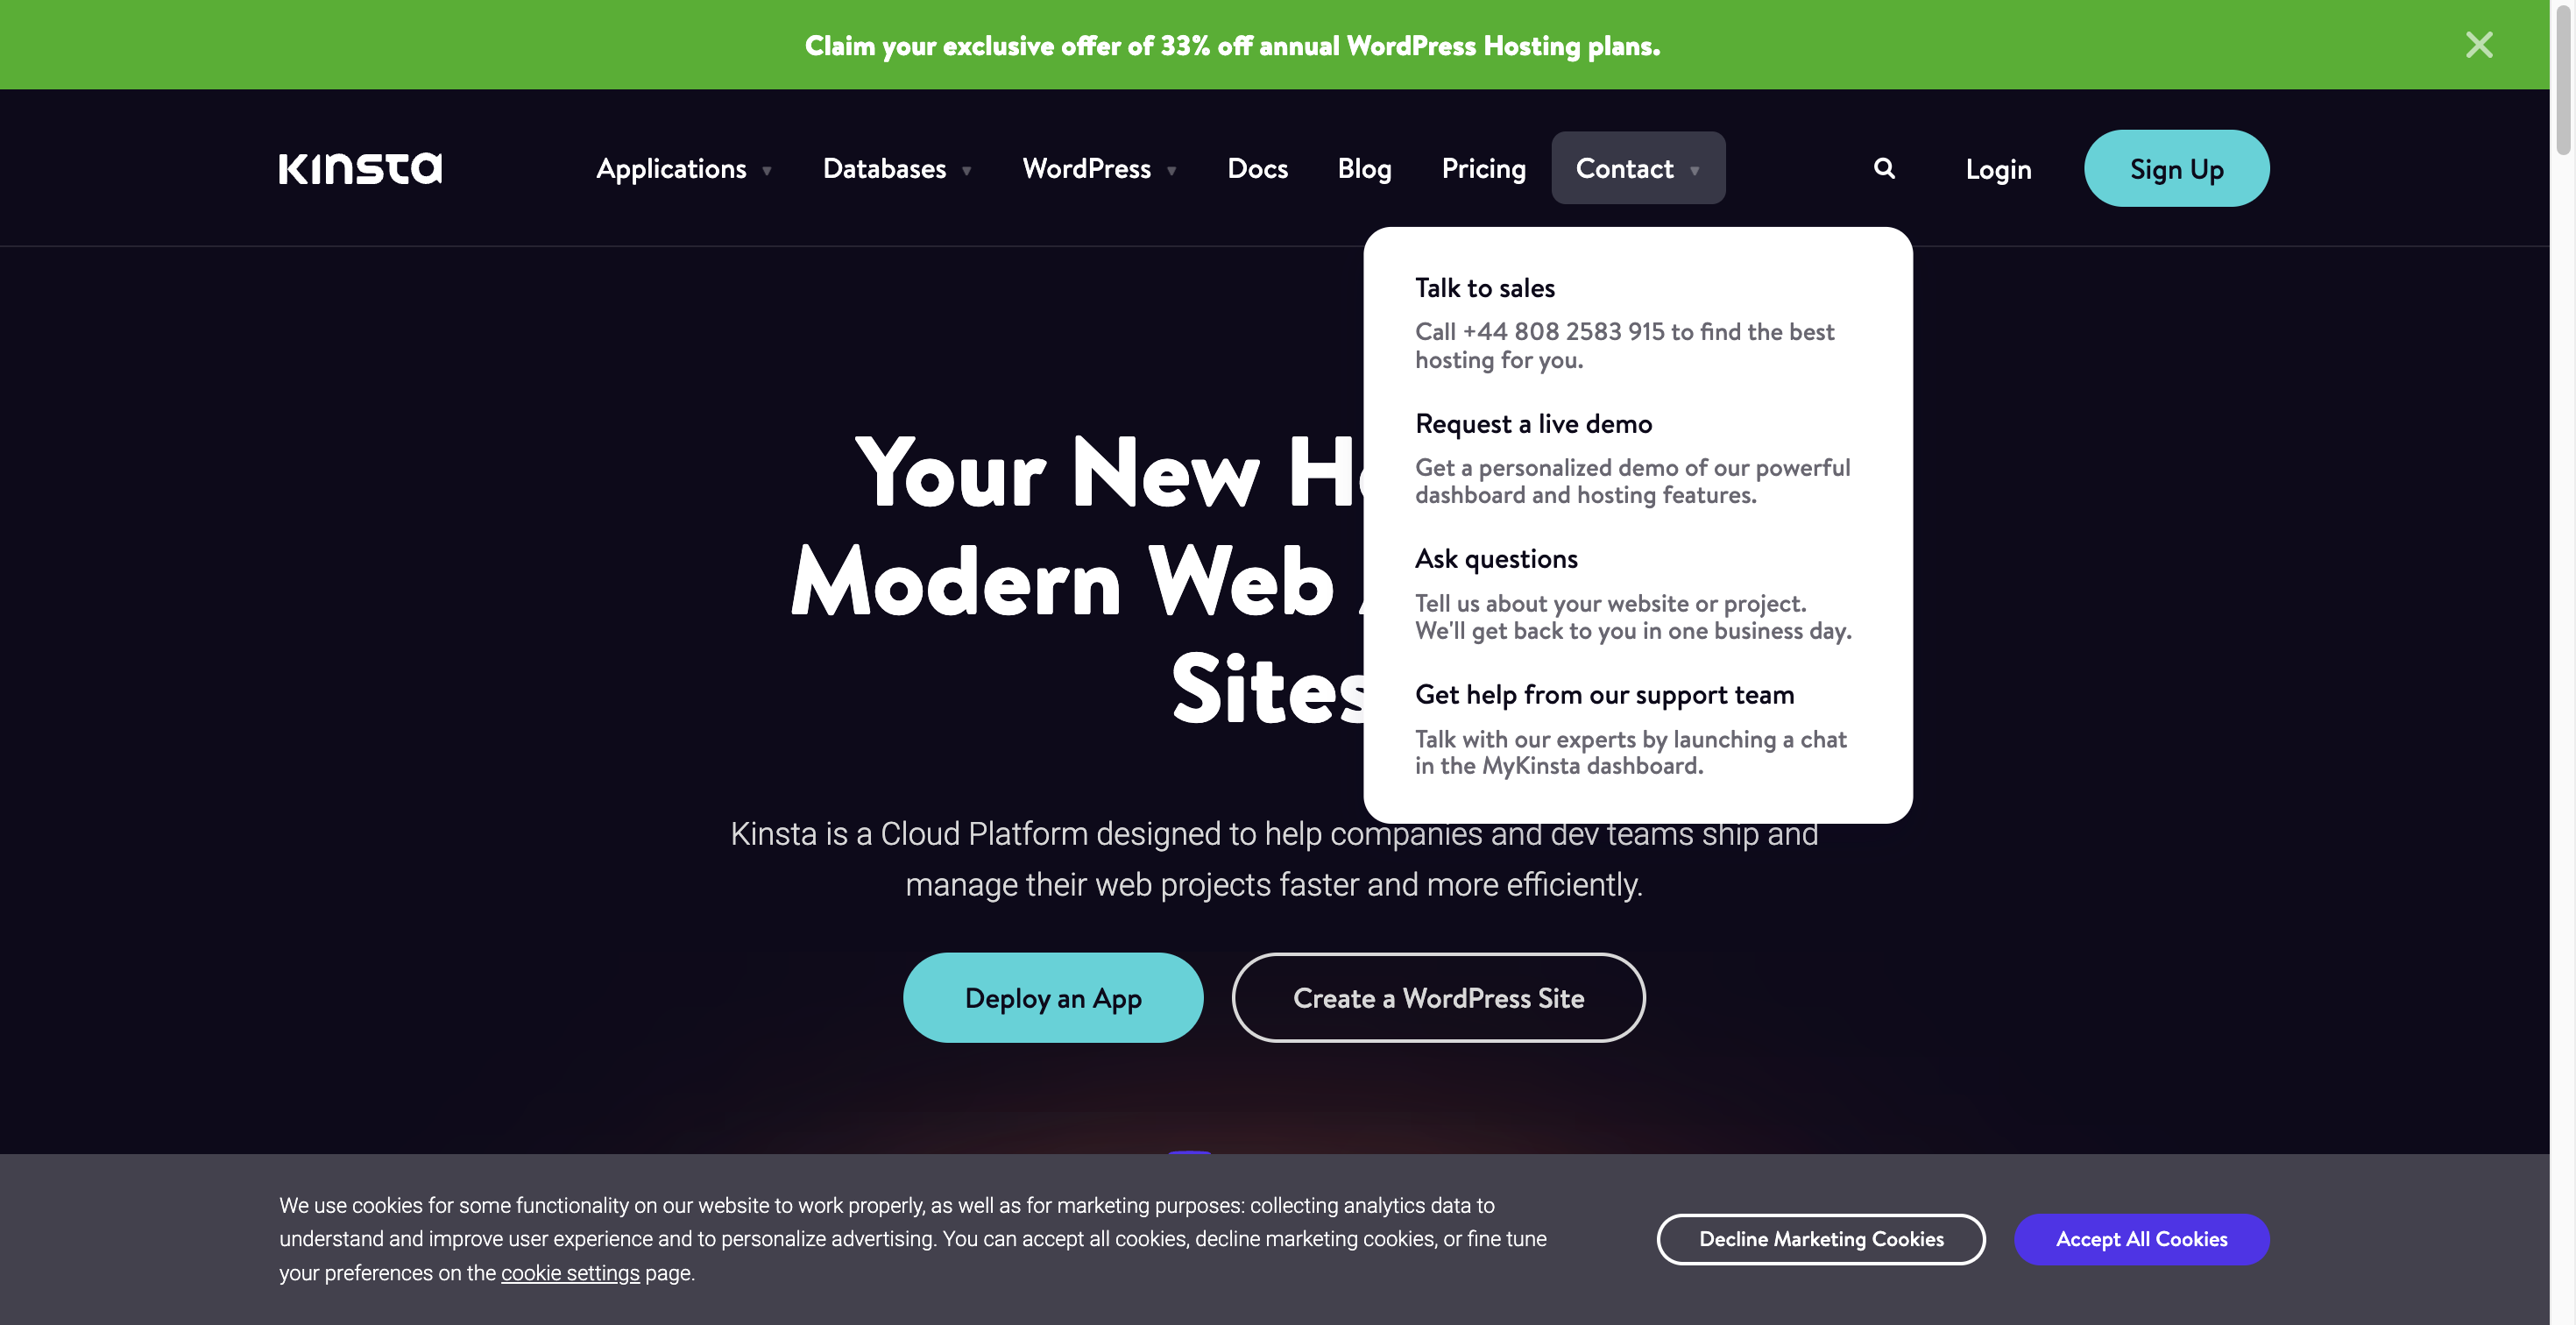 Claim your exclusive offer of 33% off annual WordPress Hosting plans.
Kinsta
Applications
Databases
WordPress
Docs
Blog
Pricing
Contact
Login
Sign Up
Talk to sales
Call +44 808 2583 915 to find the best
hosting for you.
Request a live demo
Get a personalized demo of our powerful
dashboard and hosting features.
Ask questions
Tell us about your website or project.
We'll get back to you in one business day.
Get help from our support team
Talk with our experts by launching a chat
in the MyKinsta dashboard.
Your New
Modern Web
Sites
Kinsta is a Cloud Platform designed to help companies and dev teams ship and
manage their web projects faster and more efficiently.
Deploy an App
Create a WordPress Site
We use cookies for some functionality on our website to work properly, as well as for marketing purposes: collecting analytics data to
understand and improve user experience and to personalize advertising. You can accept all cookies, decline marketing cookies, or fine tune
your preferences on the cookie settings page.
Decline Marketing Cookies
Accept All Cookies